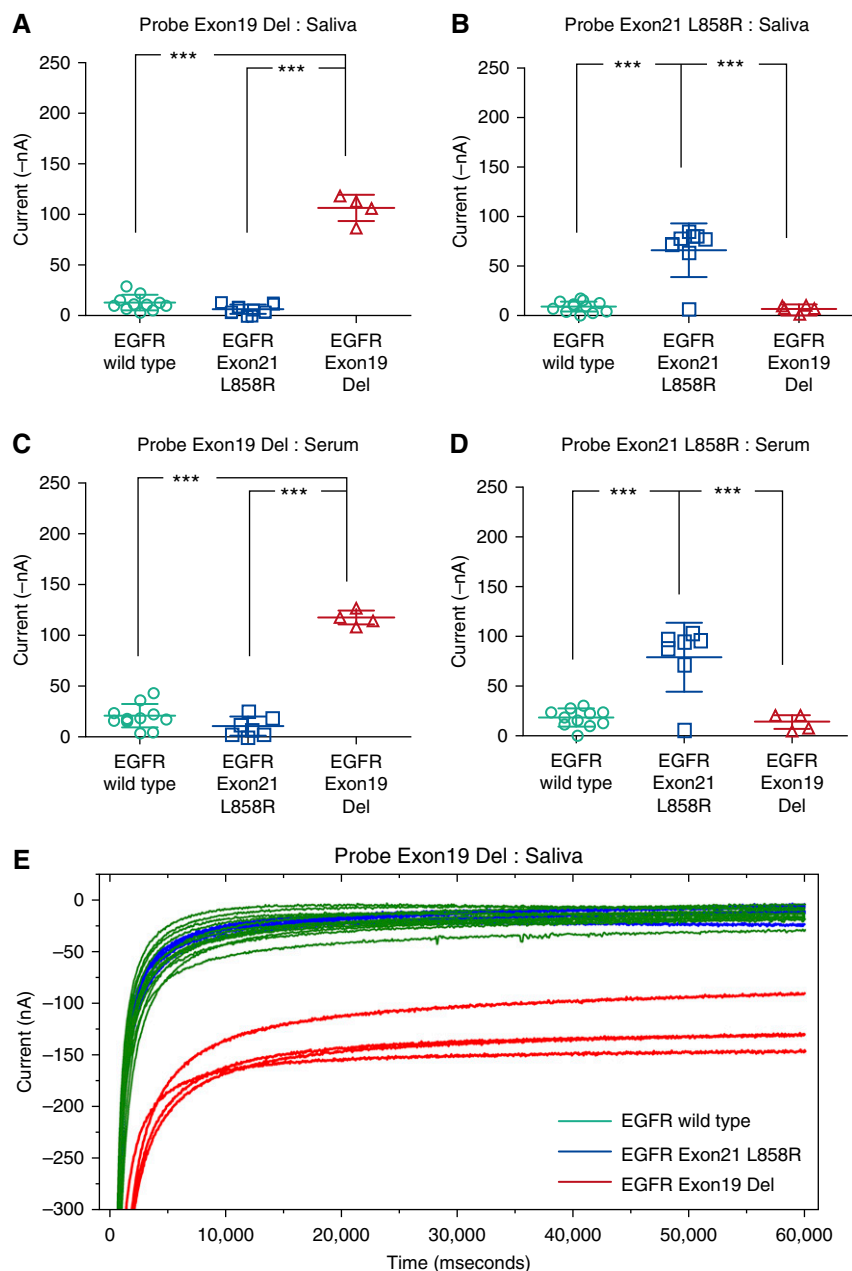 A
Probe Exon19 Del : Saliva
Current (–nA)
250
200
150
100
50
0
***
***
EGFR
wild type
EGFR
Exon21
L858R
EGFR
Exon19
Del
B
Probe Exon21 L858R : Saliva
Current (–nA)
250
200
150
100
50
0
***
***
EGFR
wild type
EGFR
Exon21
L858R
EGFR
Exon19
Del
C
Probe Exon19 Del : Serum
Current (–nA)
250
200
150
100
50
0
***
***
EGFR
wild type
EGFR
Exon21
L858R
EGFR
Exon19
Del
D
Probe Exon21 L858R : Serum
Current (–nA)
250
200
150
100
50
0
***
***
EGFR
wild type
EGFR
Exon21
L858R
EGFR
Exon19
Del
E
Probe Exon19 Del : Saliva
Current (nA)
0
–50
–100
–150
–200
–250
–300
EGFR wild type
EGFR Exon21 L858R
EGFR Exon19 Del
0
10,000
20,000
30,000
40,000
50,000
60,000
Time (mseconds)